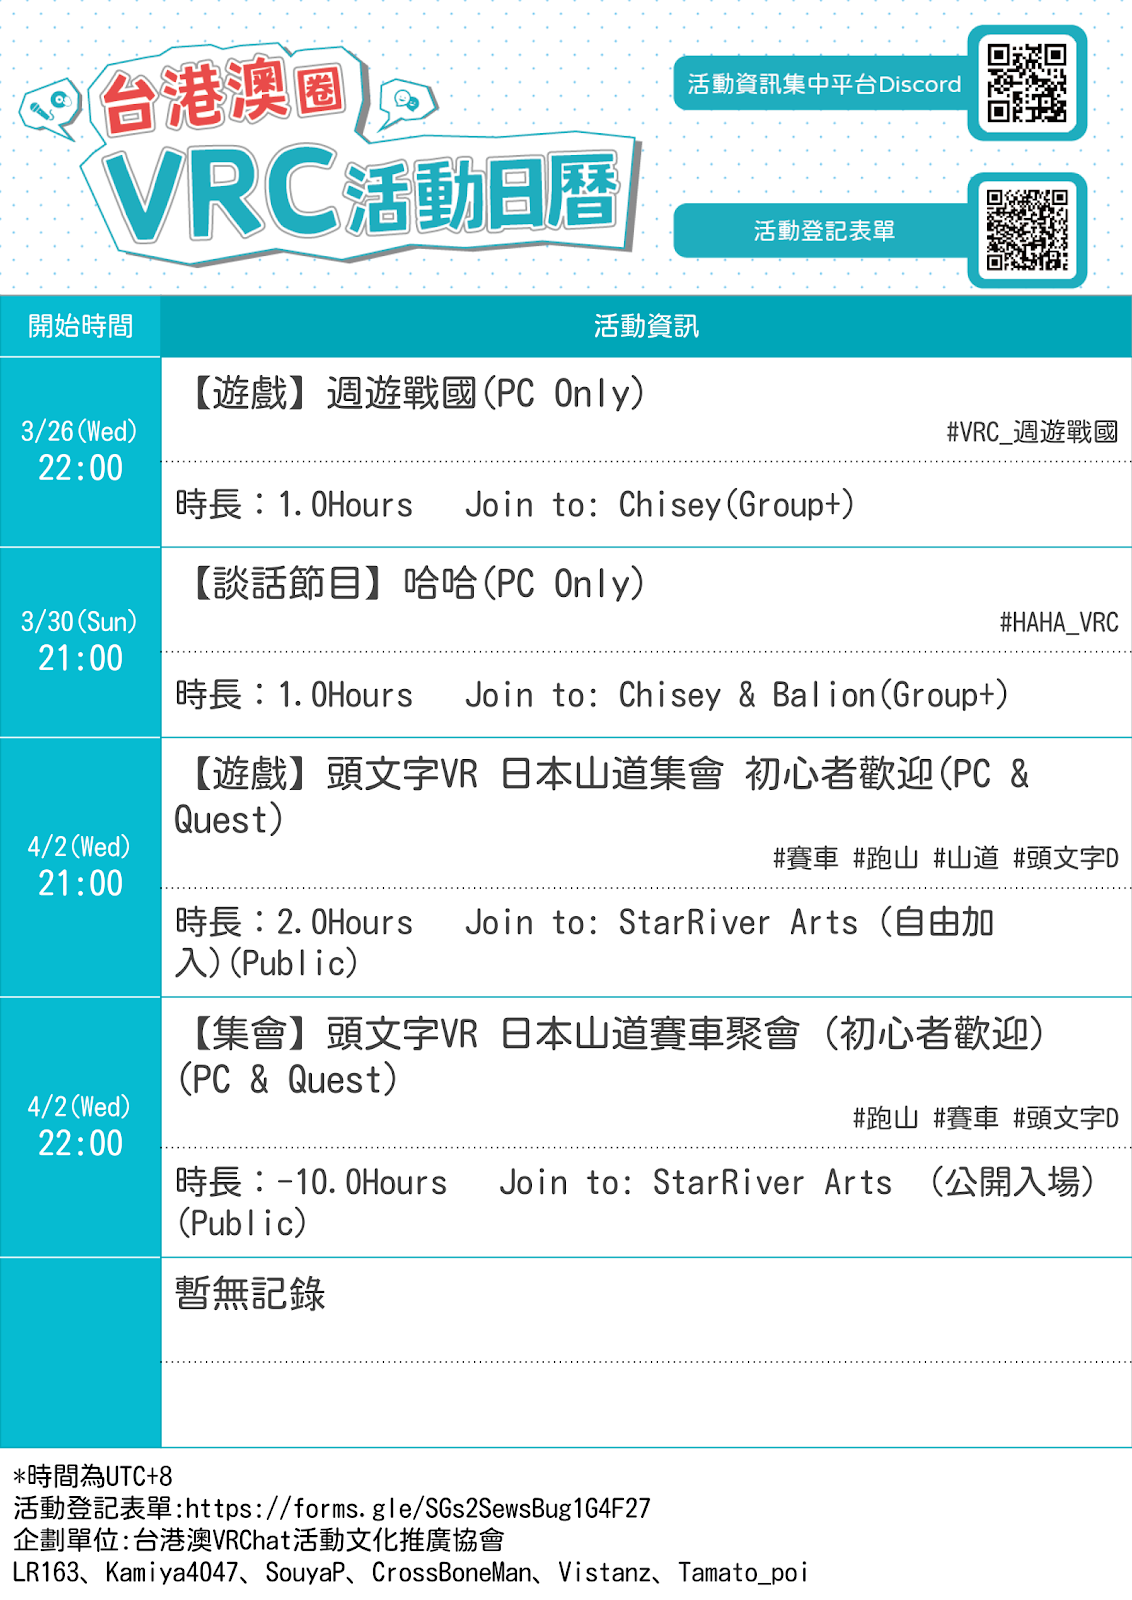 台港澳圈
VRC活動日曆
活動資訊集中平台Discord
活動登記表單
開始時間
活動資訊
3/26(Wed)
22:00
【遊戲】週遊戰國(PC Only)
#VRC_週遊戰國
時長：1.0Hours Join to: Chisey(Group+)
3/30(Sun)
21:00
【談話節目】哈哈(PC Only)
#HAHA_VRC
時長：1.0Hours Join to: Chisey & Balion(Group+)
4/2(Wed)
21:00
【遊戲】頭文字VR 日本山道集會 初心者歡迎(PC &
Quest)
#賽車 #跑山 #山道 #頭文字D
時長：2.0Hours Join to: StarRiver Arts (自由加
入)(Public)
4/2(Wed)
22:00
【集會】頭文字VR 日本山道賽車聚會（初心者歡迎）
(PC & Quest)
#跑山 #賽車 #頭文字D
時長：-10.0Hours Join to: StarRiver Arts （公開入場）
(Public)
暫無記錄
*時間為UTC+8
活動登記表單:https://forms.gle/SGs2SewsBug1G4F27
企劃單位:台港澳VRChat活動文化推廣協會
LR163、Kamiya4047、SouyaP、CrossBoneMan、Vistanz、Tamato_poi